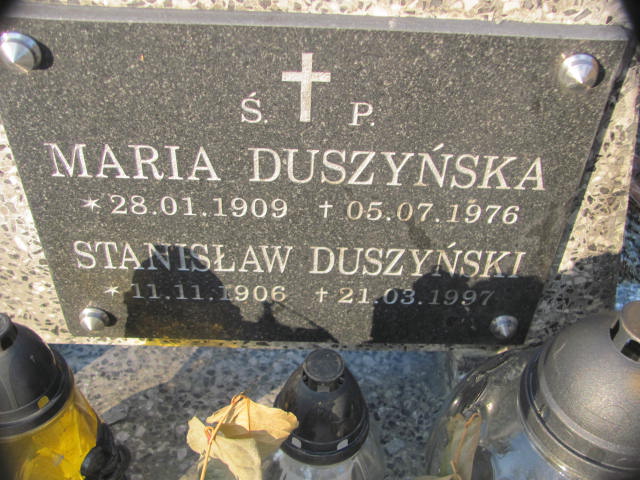 Ś. P.
MARIA DUSZYŃSKA
*28.01.1909 †05.07.1976
STANISŁAW DUSZYŃSKI
*11.11.1906 †21.03.1997